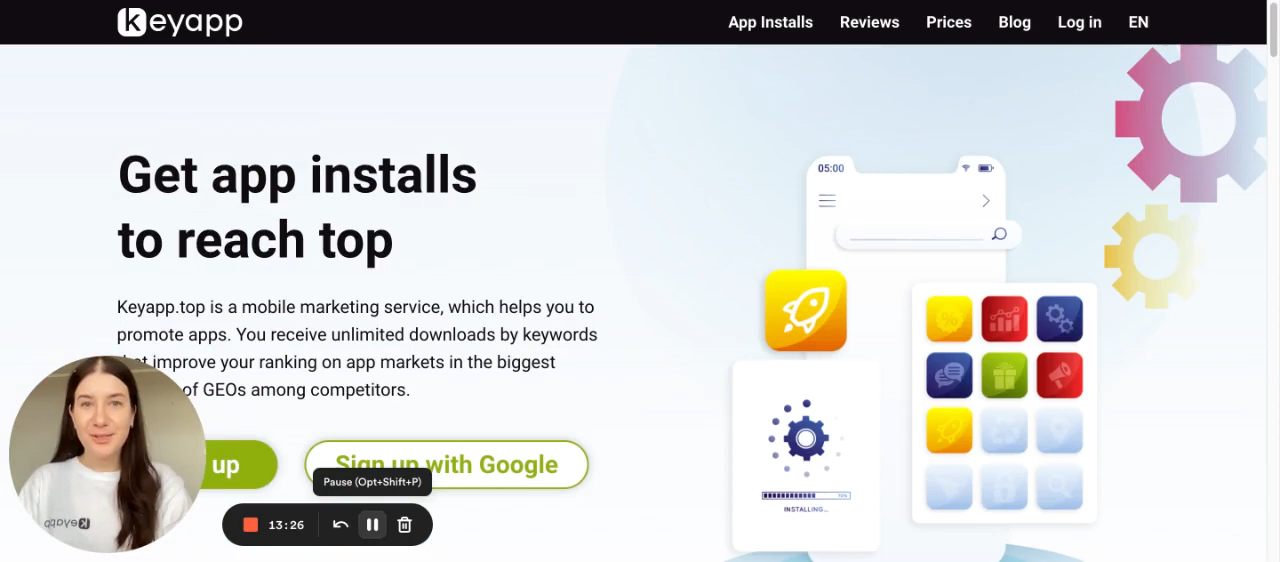 keyapp
App Installs
Reviews
Prices
Blog
Log in
EN
Get app installs
to reach top
Keyapp.top is a mobile marketing service, which helps you to
promote apps. You receive unlimited downloads by keywords
improve your ranking on app markets in the biggest
of GEOs among competitors.
up
Sign up with Google
Pause (Opt+Shift+P)
13:26
keyapp
05:00
%
70%
INSTALLING...